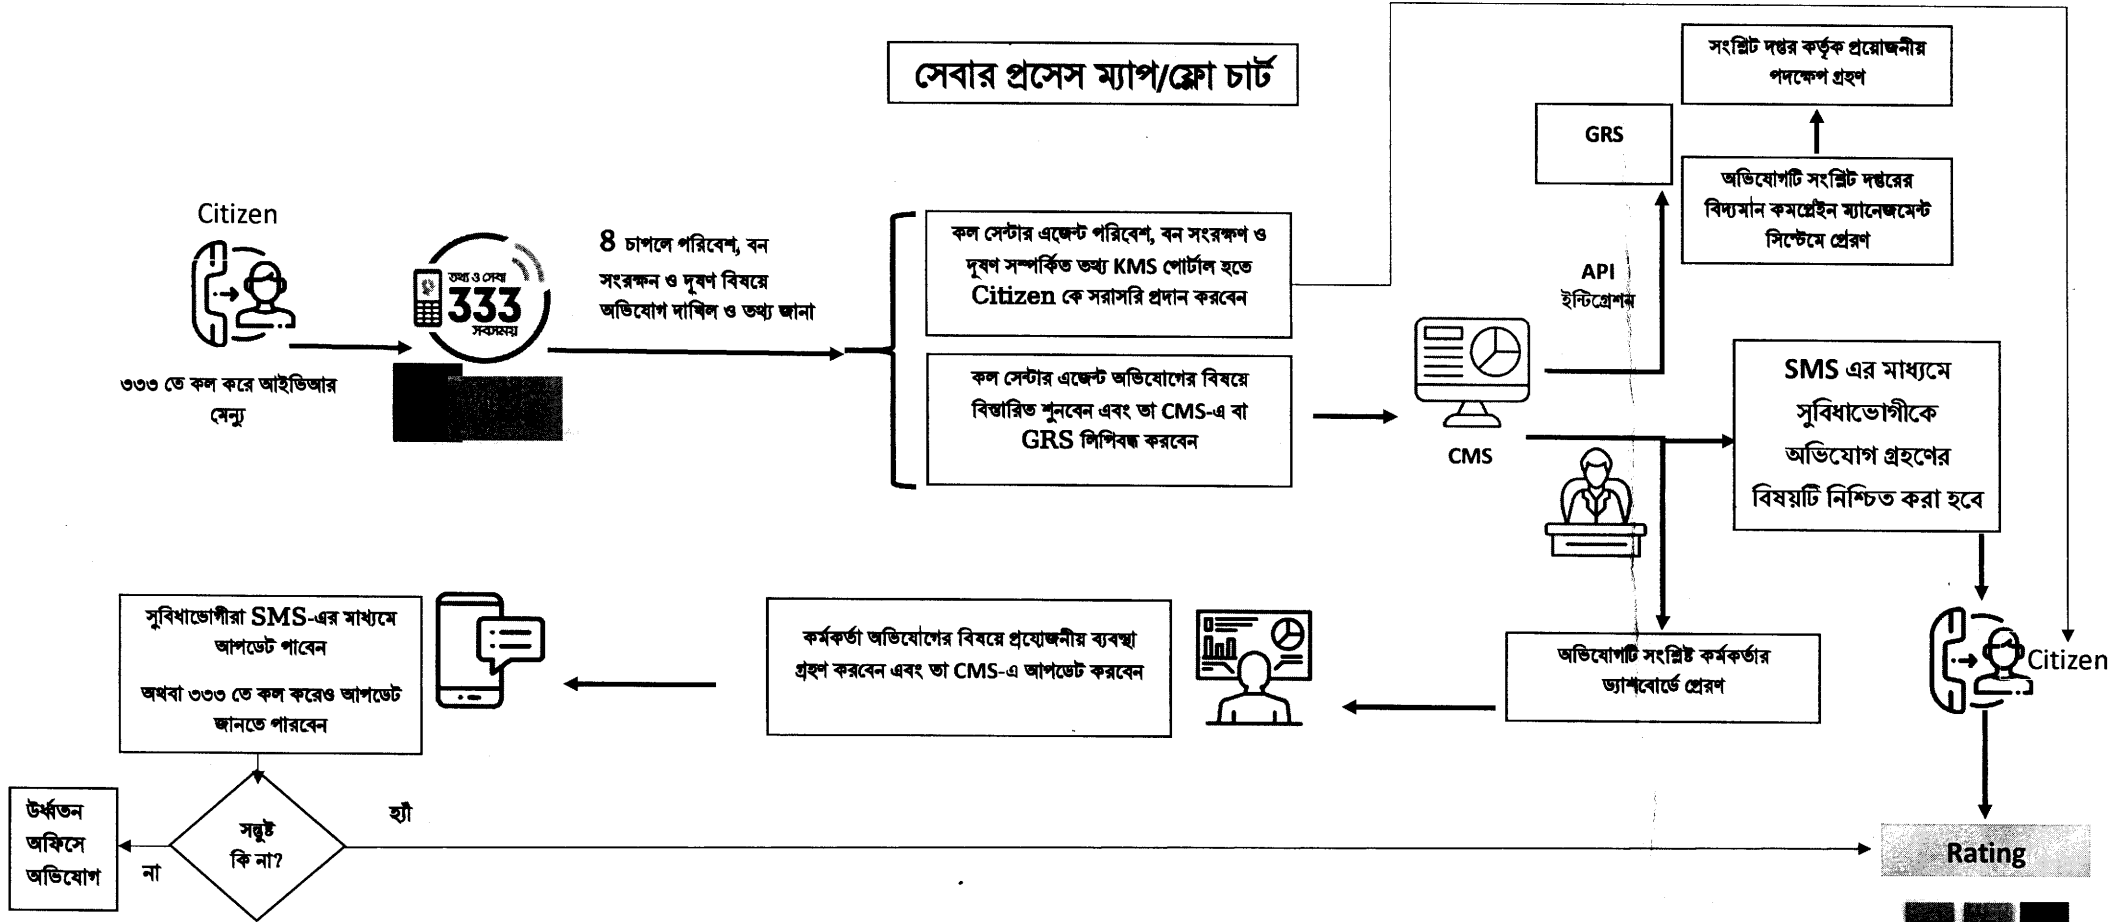 সেবার প্রসেস ম্যাপ/ফ্লো চার্ট
Citizen
৩৩৩ তে কল করে আইভিআর
মেন্যু
তথ্য ও সেবা
333
সবসময়
8 চাপলে পরিবেশ, বন
সংরক্ষন ও দূষণ বিষয়ে
অভিযোগ দাখিল ও তথ্য জানা
কল সেন্টার এজেন্ট পরিবেশ, বন সংরক্ষণ ও
দূষণ সম্পর্কিত তথ্য KMS পোর্টাল হতে
Citizen কে সরাসরি প্রদান করবেন
কল সেন্টার এজেন্ট অভিযোগের বিষয়ে
বিস্তারিত শুনবেন এবং তা CMS-এ বা
GRS লিপিবদ্ধ করবেন
CMS
API
ইন্টিগ্রেশন
GRS
সংশ্লিট দপ্তর কর্তৃক প্রয়োজনীয়
পদক্ষেপ গ্রহণ
অভিযোগটি সংশ্লিট দপ্তরের
বিদ্যমান কমপ্লেইন ম্যানেজমেন্ট
সিস্টেমে প্রেরণ
SMS এর মাধ্যমে
সুবিধাভোগীকে
অভিযোগ গ্রহণের
বিষয়টি নিশ্চিত করা হবে
Citizen
অভিযোগটি সংশ্লিষ্ট কর্মকর্তার
ড্যাশবোর্ডে প্রেরণ
কর্মকর্তা অভিযোগের বিষয়ে প্রযোজনীয় ব্যবস্থা
গ্রহণ করবেন এবং তা CMS-এ আপডেট করবেন
সুবিধাভোগীরা SMS-এর মাধ্যমে
আপডেট পাবেন
অথবা ৩৩৩ তে কল করেও আপডেট
জানতে পারবেন
সন্তুষ্ট
কি না?
হ্যাঁ
না
উর্ধ্বতন
অফিসে
অভিযোগ
Rating